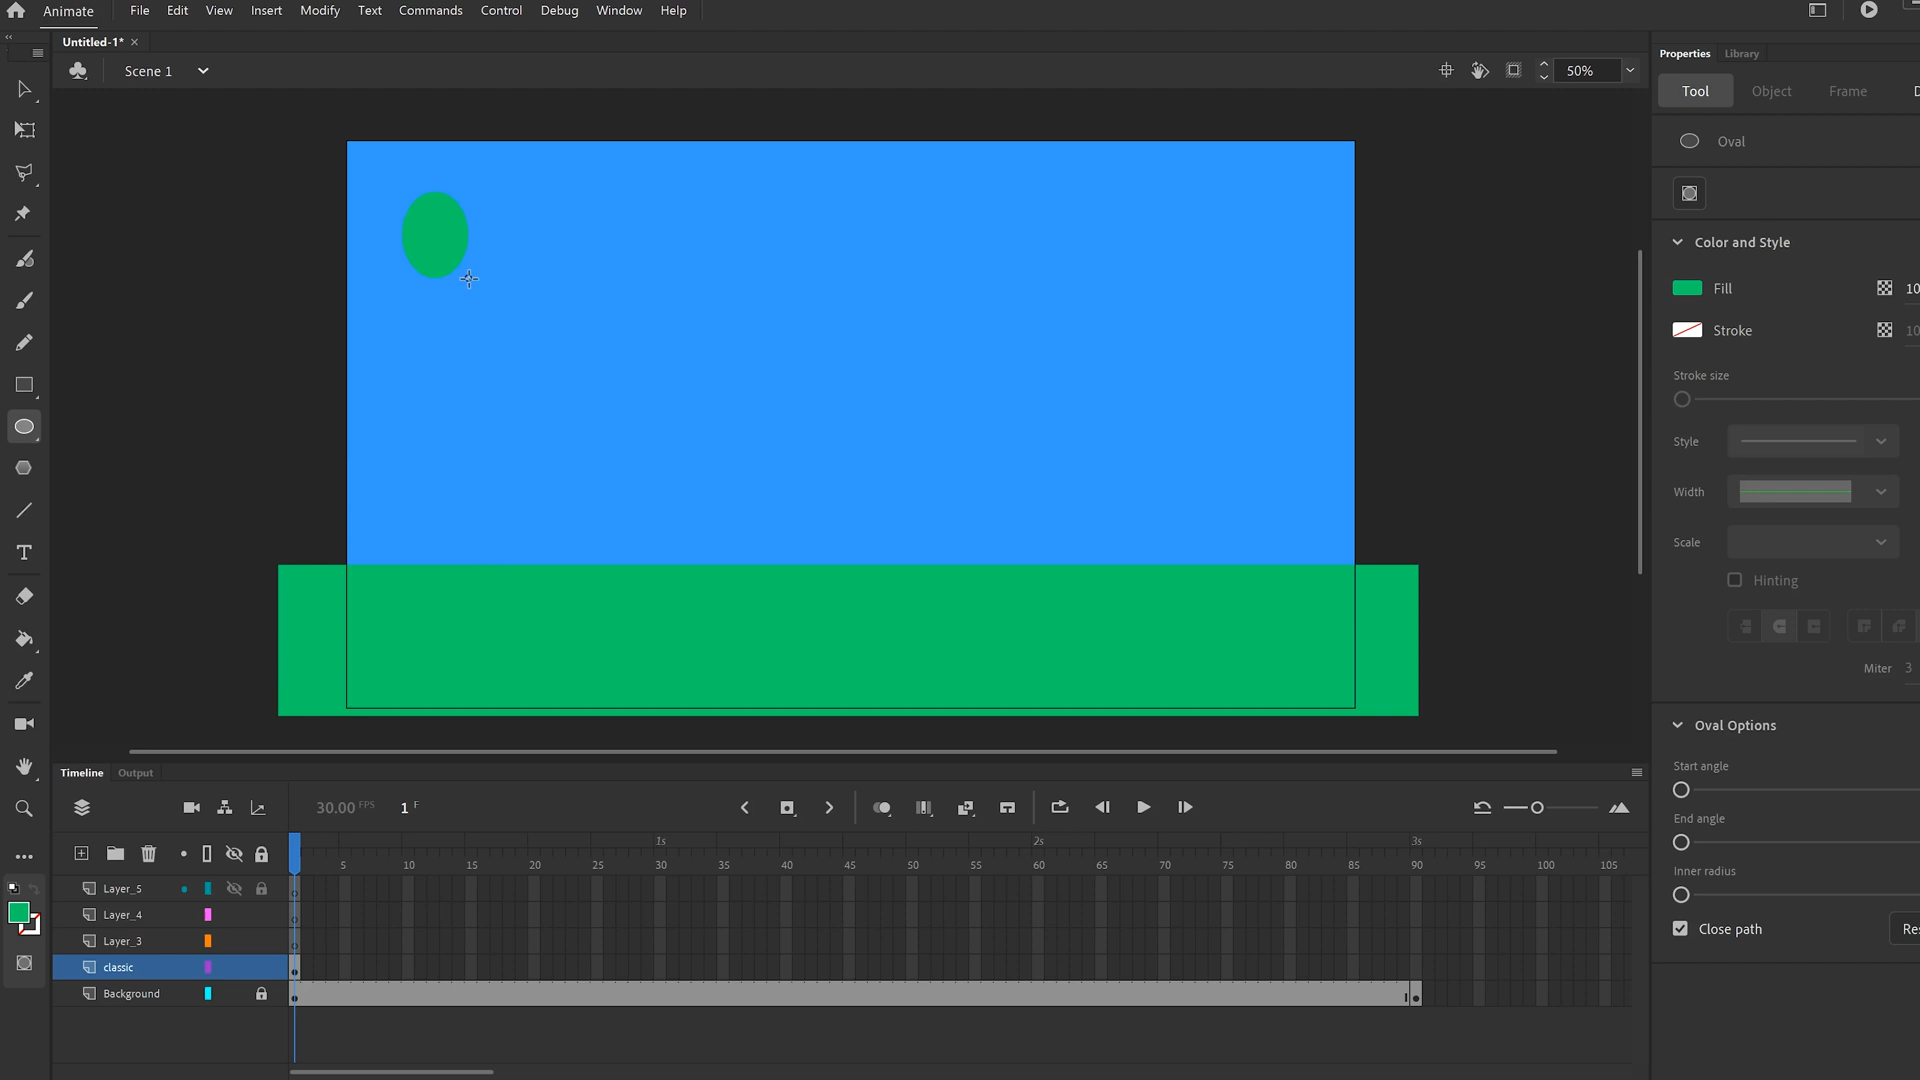 Animate File Edit View Insert Modify Text Commands Control Debug Window Help
Untitled-1*
Scene 1
50%
Properties Library
Tool Object Frame
Oval
Color and Style
Fill
Stroke
Stroke size
Style
Width
Scale
Hinting
Miter 3
Oval Options
Start angle
End angle
Inner radius
Close path
Timeline Output
30.00 FPS 1 F
1s 2s 3s
5 10 15 20 25 30 35 40 45 50 55 60 65 70 75 80 85 90 95 100 105
Layer_5
Layer_4
Layer_3
classic
Background